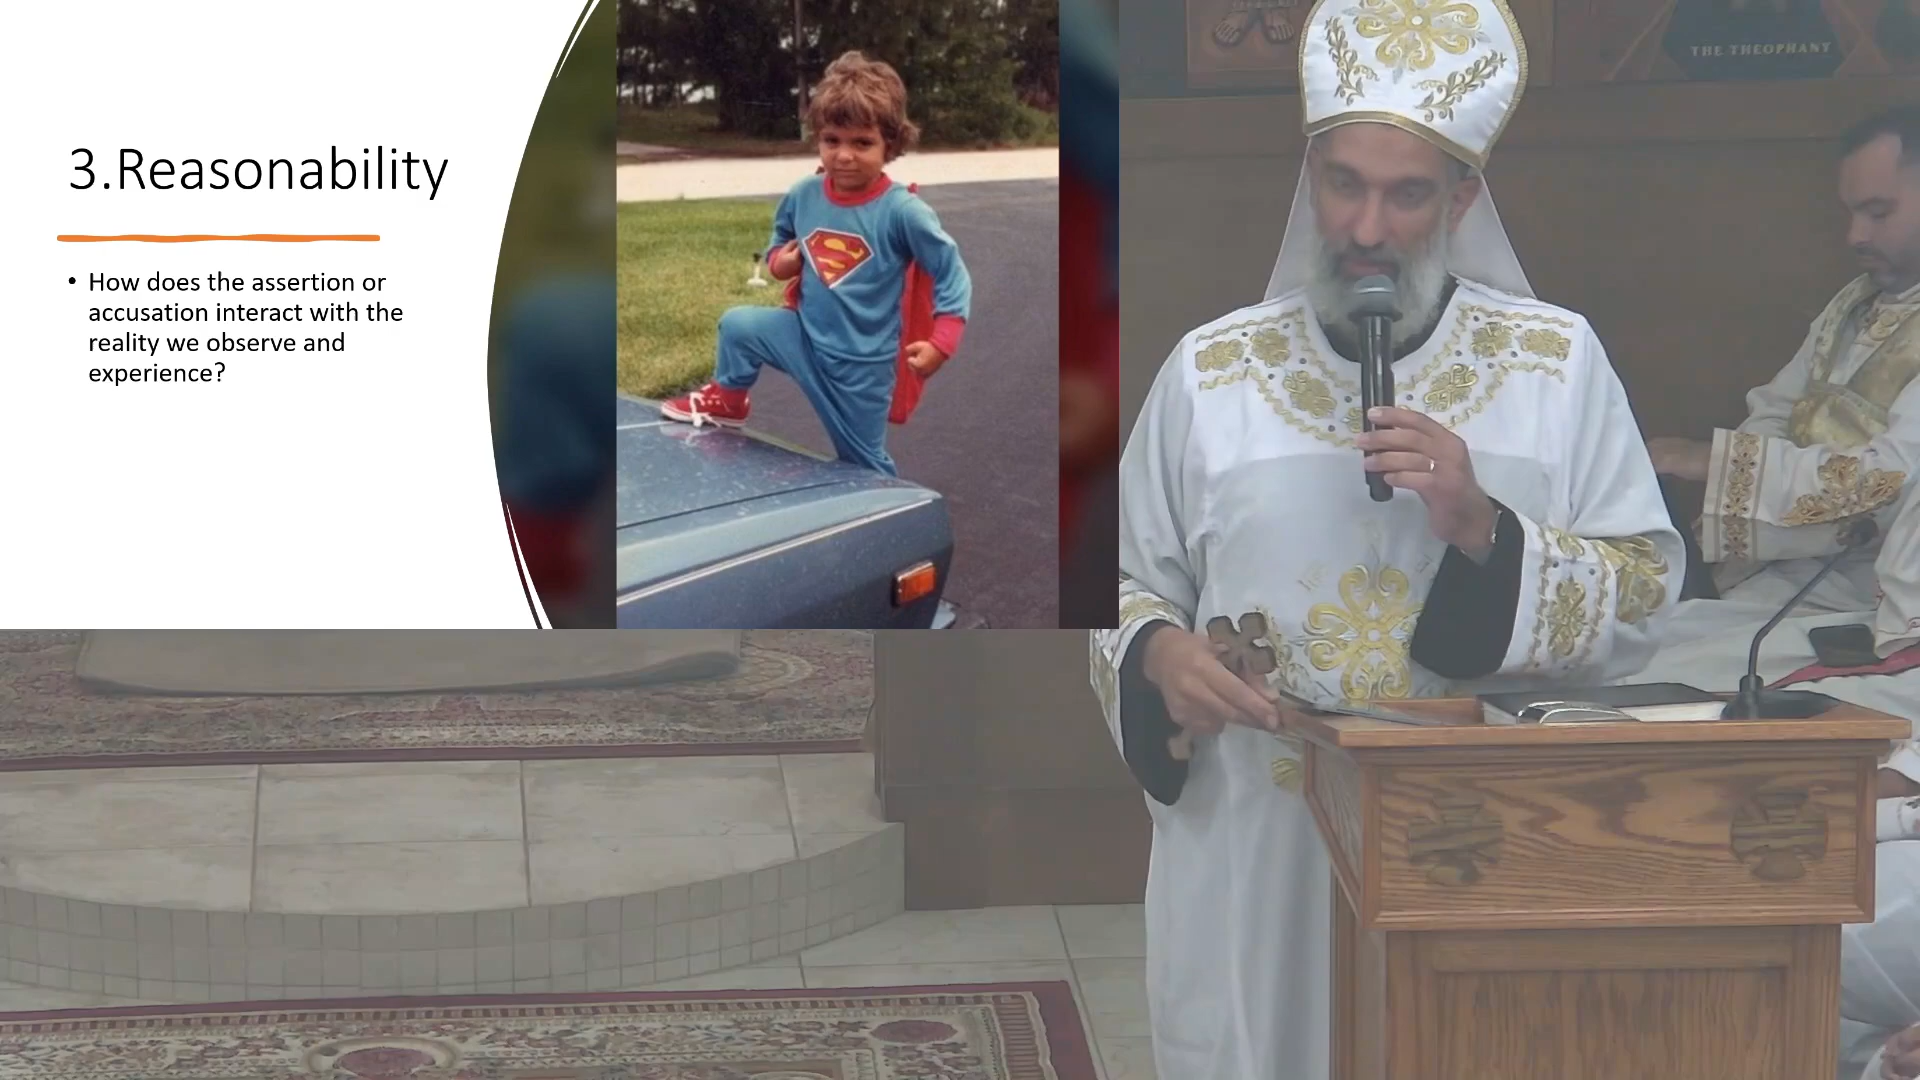 3.Reasonability
• How does the assertion or
accusation interact with the
reality we observe and
experience?
THE THEOPHANY